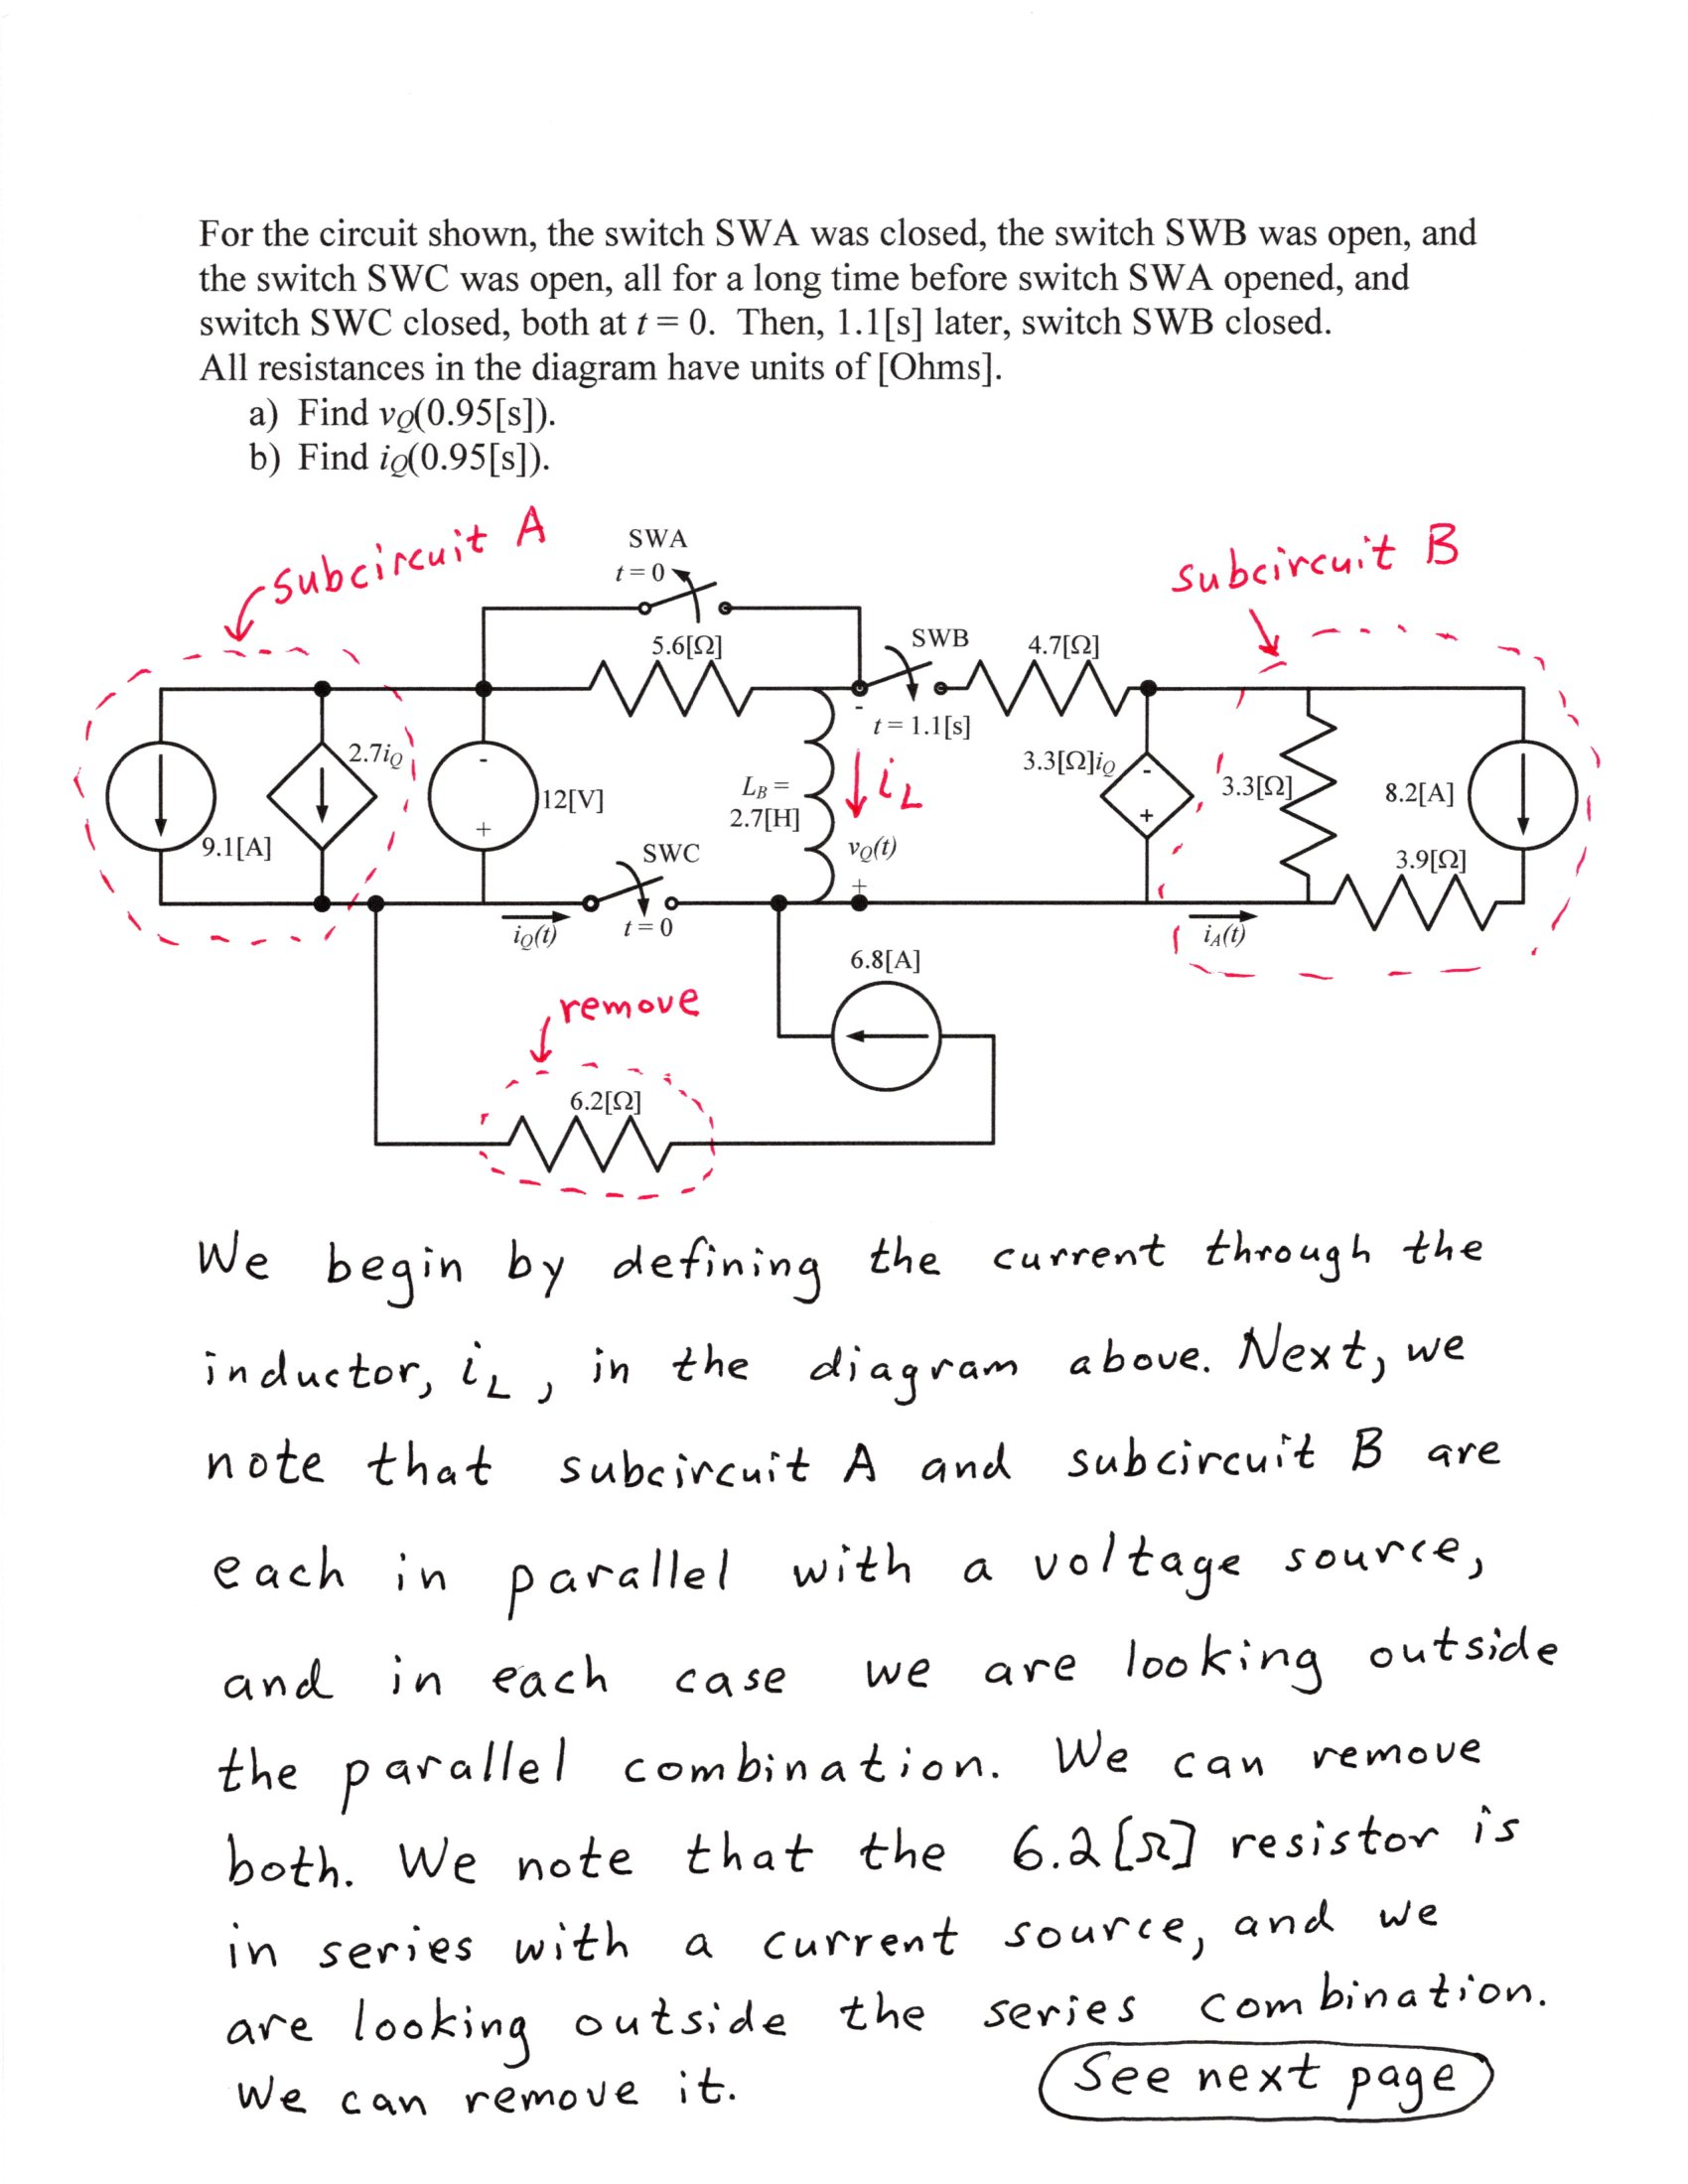 For the circuit shown, the switch SWA was closed, the switch SWB was open, and
the switch SWC was open, all for a long time before switch SWA opened, and
switch SWC closed, both at t = 0. Then, 1.1[s] later, switch SWB closed.
All resistances in the diagram have units of [Ohms].
a) Find vQ(0.95[s]).
b) Find iQ(0.95[s]).
subcircuit A
SWA
t = 0
subcircuit B
5.6[Ω]
SWB
4.7[Ω]
t = 1.1[s]
-
2.7iQ
-
12[V]
+
9.1[A]
LB =
2.7[H]
iL
vQ(t)
+
3.3[Ω]iQ
-
+
3.3[Ω]
8.2[A]
3.9[Ω]
SWC
t = 0
iQ(t)
iA(t)
6.8[A]
remove
6.2[Ω]
We begin by defining the current through the
inductor, iL, in the diagram above. Next, we
note that subcircuit A and subcircuit B are
each in parallel with a voltage source,
and in each case we are looking outside
the parallel combination. We can remove
both. We note that the 6.2[Ω] resistor is
in series with a current source, and we
are looking outside the series combination.
We can remove it.
See next page